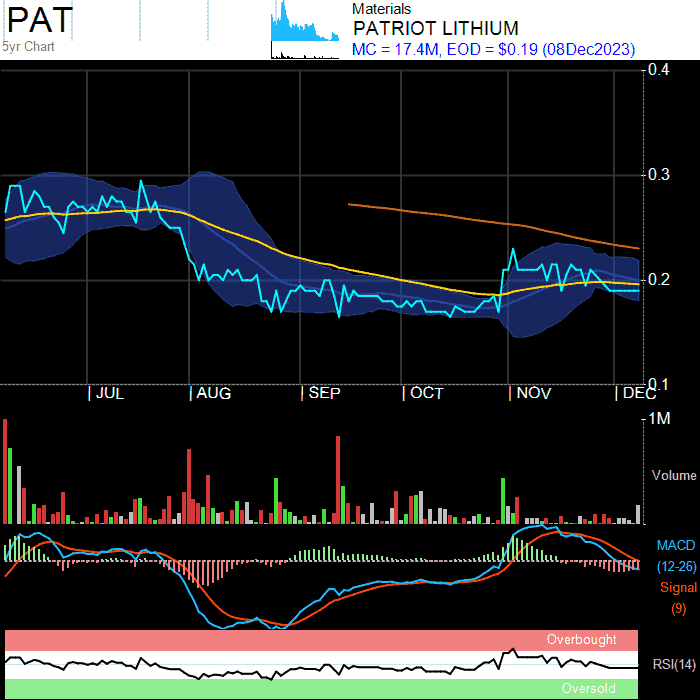 PAT
5yr Chart
Materials
PATRIOT LITHIUM
MC = 17.4M, EOD = $0.19 (08Dec2023)
0.4
0.3
0.2
0.1
JUL AUG SEP OCT NOV DEC
1M
Volume
MACD
(12-26)
Signal
(9)
Overbought
RSI(14)
Oversold